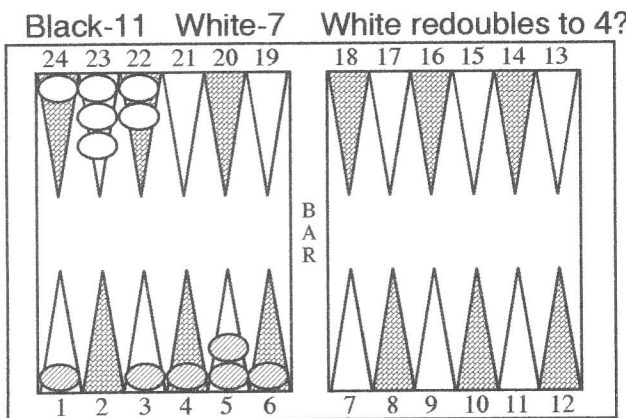 Black-11 White-7 White redoubles to 4?
24 23 22 21 20 19 18 17 16 15 14 13
B
A
R
1 2 3 4 5 6 7 8 9 10 11 12